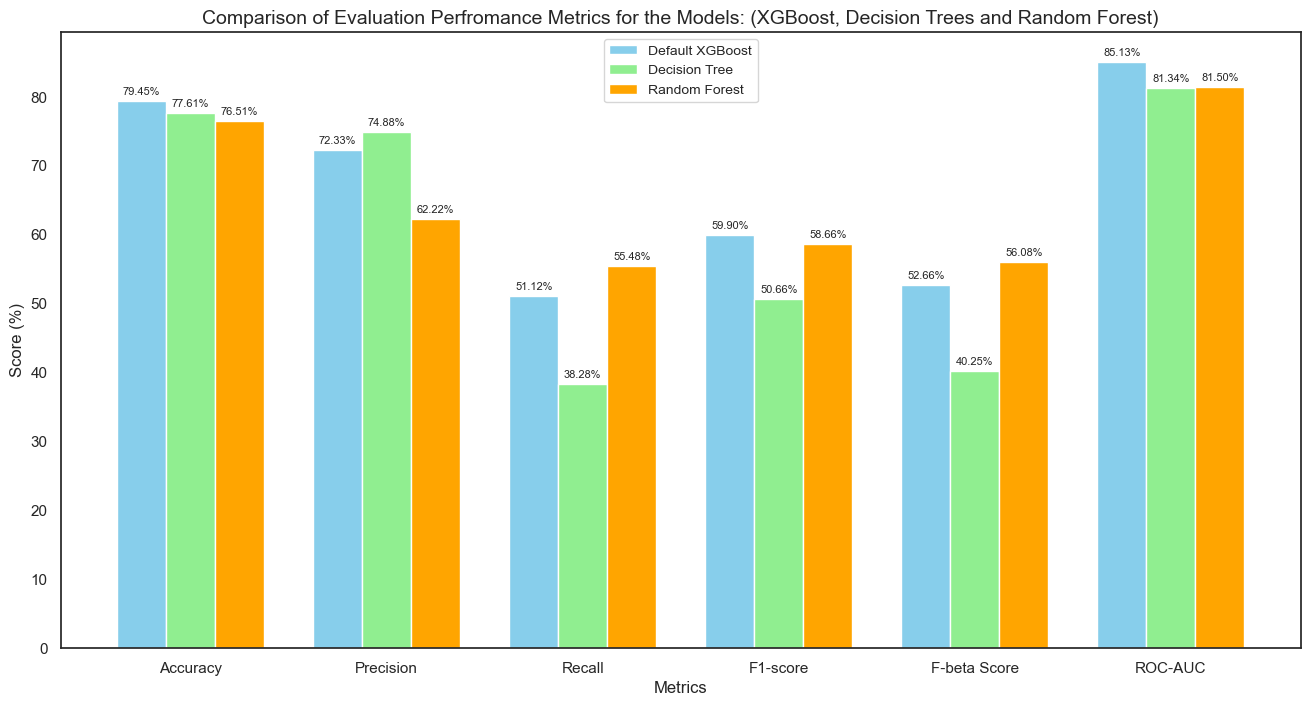 Comparison of Evaluation Perfromance Metrics for the Models: (XGBoost, Decision Trees and Random Forest)
Default XGBoost
Decision Tree
Random Forest
Score (%)
80
70
60
50
40
30
20
10
0
79.45%
77.61%
76.51%
72.33%
74.88%
62.22%
51.12%
38.28%
55.48%
59.90%
50.66%
58.66%
52.66%
40.25%
56.08%
85.13%
81.34%
81.50%
Accuracy
Precision
Recall
F1-score
F-beta Score
ROC-AUC
Metrics